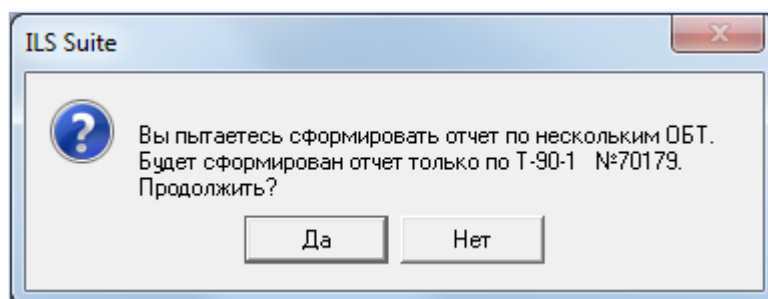 ILS Suite
Вы пытаетесь сформировать отчет по нескольким ОБТ.
Будет сформирован отчет только по Т-90-1 №70179.
Продолжить?
Да Нет